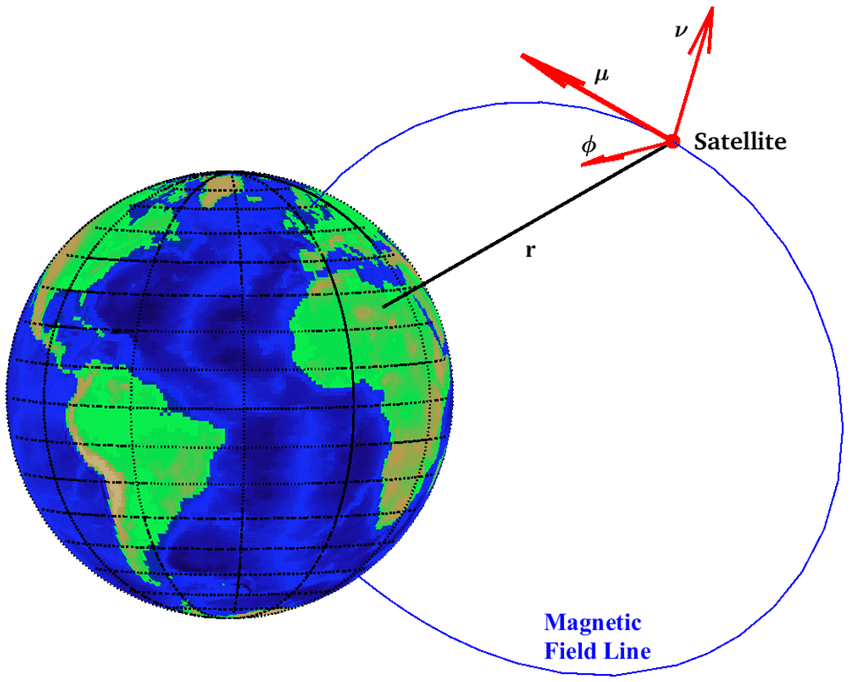 ν
μ
Satellite
ϕ
r
Magnetic
Field Line